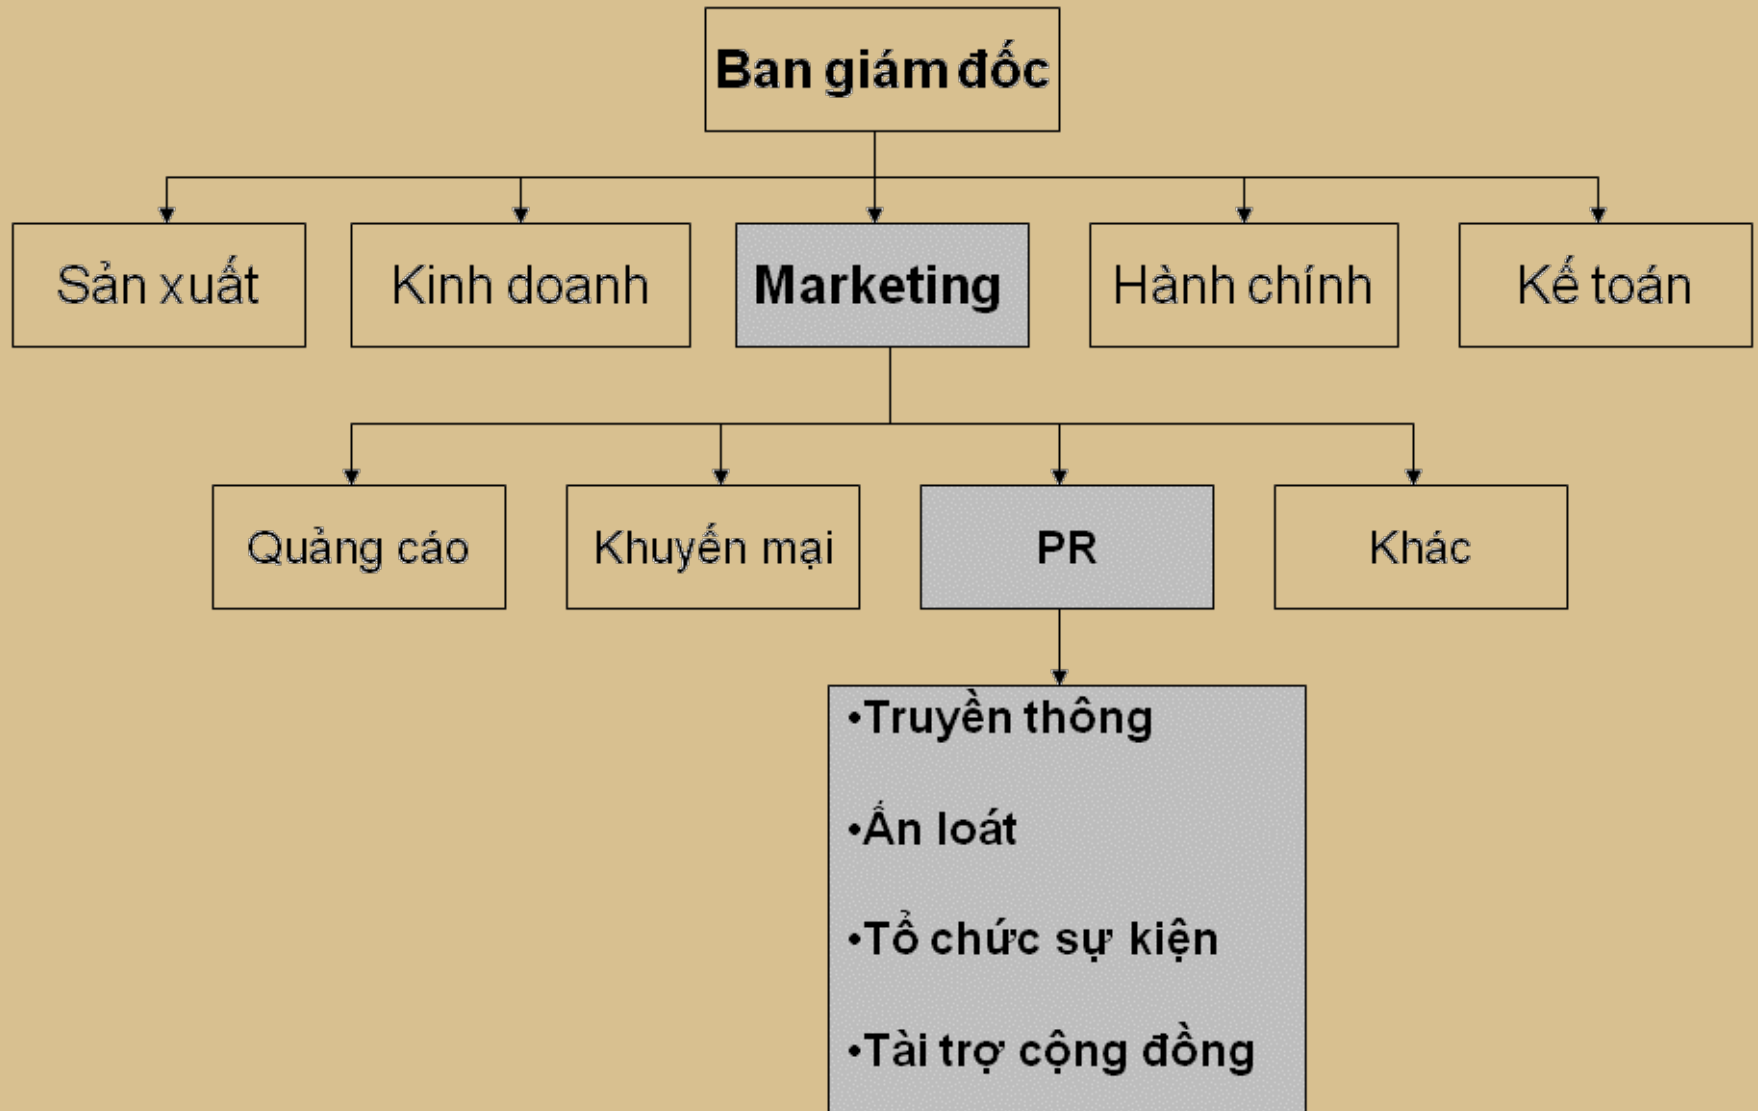 Ban giám đốc
Sản xuất
Kinh doanh
Marketing
Hành chính
Kế toán
Quảng cáo
Khuyến mại
PR
Khác
•Truyền thông
•Ấn loát
•Tổ chức sự kiện
•Tài trợ cộng đồng